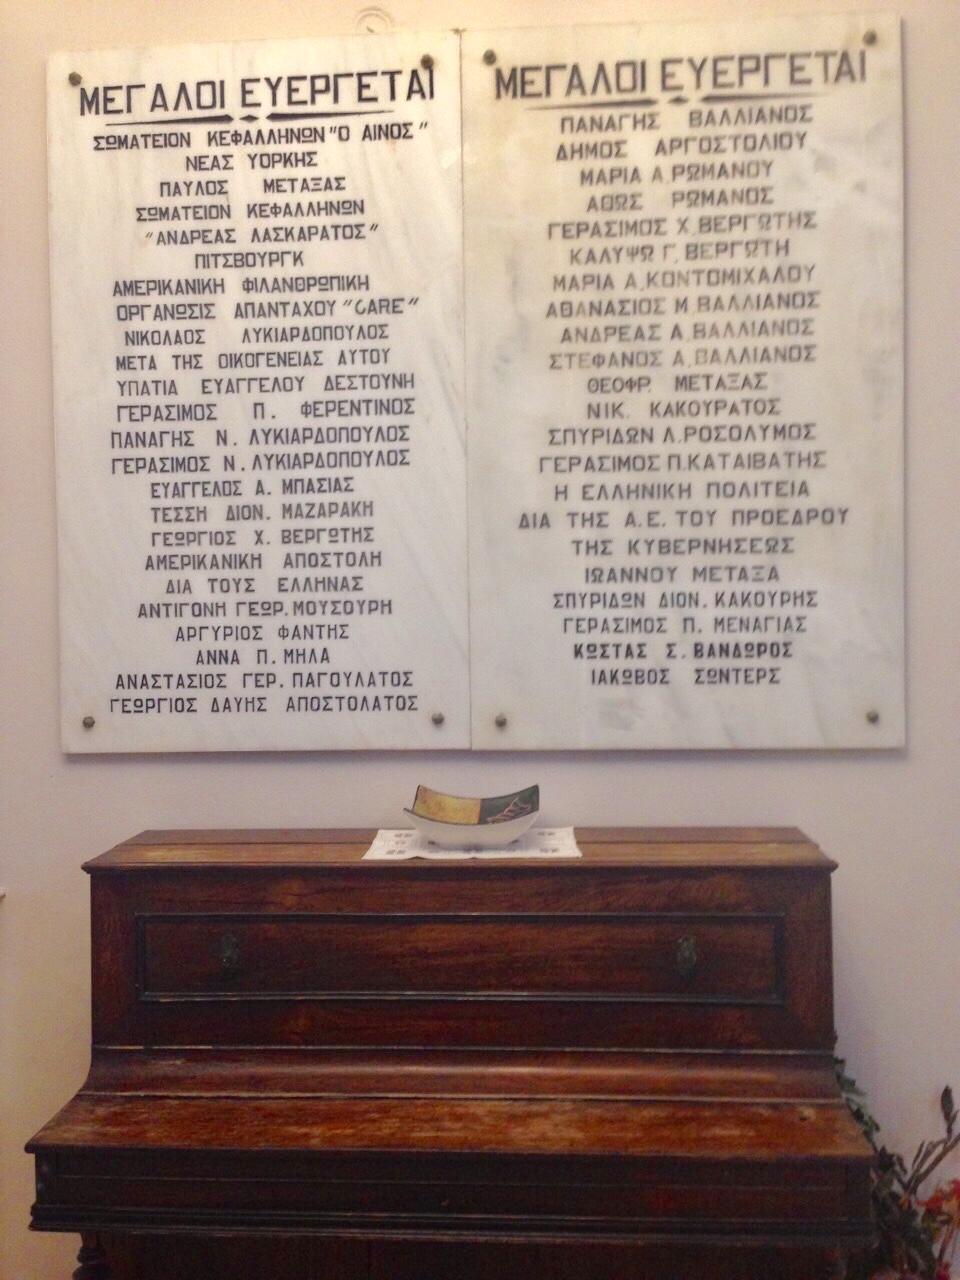 ΜΕΓΑΛΟΙ ΕΥΕΡΓΕΤΑΙ
ΣΩΜΑΤΕΙΟΝ ΚΕΦΑΛΛΗΝΩΝ "Ο ΑΙΝΟΣ"
ΝΕΑΣ ΥΟΡΚΗΣ
ΠΑΥΛΟΣ ΜΕΤΑΞΑΣ
ΣΩΜΑΤΕΙΟΝ ΚΕΦΑΛΛΗΝΩΝ
"ΑΝΔΡΕΑΣ ΛΑΣΚΑΡΑΤΟΣ"
ΠΙΤΣΒΟΥΡΓΚ
ΑΜΕΡΙΚΑΝΙΚΗ ΦΙΛΑΝΘΡΩΠΙΚΗ
ΟΡΓΑΝΩΣΙΣ ΑΠΑΝΤΑΧΟΥ "CARE"
ΝΙΚΟΛΑΟΣ ΛΥΚΙΑΡΔΟΠΟΥΛΟΣ
ΜΕΤΑ ΤΗΣ ΟΙΚΟΓΕΝΕΙΑΣ ΑΥΤΟΥ
ΥΠΑΤΙΑ ΕΥΑΓΓΕΛΟΥ ΔΕΣΤΟΥΝΗ
ΓΕΡΑΣΙΜΟΣ Π. ΦΕΡΕΝΤΙΝΟΣ
ΠΑΝΑΓΗΣ Ν. ΛΥΚΙΑΡΔΟΠΟΥΛΟΣ
ΓΕΡΑΣΙΜΟΣ Ν. ΛΥΚΙΑΡΔΟΠΟΥΛΟΣ
ΕΥΑΓΓΕΛΟΣ Α. ΜΠΑΣΙΑΣ
ΤΕΣΣΗ ΔΙΟΝ. ΜΑΖΑΡΑΚΗ
ΓΕΩΡΓΙΟΣ Χ. ΒΕΡΓΩΤΗΣ
ΑΜΕΡΙΚΑΝΙΚΗ ΑΠΟΣΤΟΛΗ
ΔΙΑ ΤΟΥΣ ΕΛΛΗΝΑΣ
ΑΝΤΙΓΟΝΗ ΓΕΩΡ. ΜΟΥΣΟΥΡΗ
ΑΡΓΥΡΙΟΣ ΦΑΝΤΗΣ
ΑΝΝΑ Π. ΜΗΛΑ
ΑΝΑΣΤΑΣΙΟΣ ΓΕΡ. ΠΑΓΟΥΛΑΤΟΣ
ΓΕΩΡΓΙΟΣ ΔΑΥΗΣ ΑΠΟΣΤΟΛΑΤΟΣ
ΜΕΓΑΛΟΙ ΕΥΕΡΓΕΤΑΙ
ΠΑΝΑΓΗΣ ΒΑΛΛΙΑΝΟΣ
ΔΗΜΟΣ ΑΡΓΟΣΤΟΛΙΟΥ
ΜΑΡΙΑ Α. ΡΩΜΑΝΟΥ
ΑΘΩΣ ΡΩΜΑΝΟΣ
ΓΕΡΑΣΙΜΟΣ Χ. ΒΕΡΓΩΤΗΣ
ΚΑΛΥΨΩ Γ. ΒΕΡΓΩΤΗ
ΜΑΡΙΑ Α. ΚΟΝΤΟΜΙΧΑΛΟΥ
ΑΘΑΝΑΣΙΟΣ Μ. ΒΑΛΛΙΑΝΟΣ
ΑΝΔΡΕΑΣ Α. ΒΑΛΛΙΑΝΟΣ
ΣΤΕΦΑΝΟΣ Α. ΒΑΛΛΙΑΝΟΣ
ΘΕΟΦΡ. ΜΕΤΑΞΑΣ
ΝΙΚ. ΚΑΚΟΥΡΑΤΟΣ
ΣΠΥΡΙΔΩΝ Λ. ΡΟΣΟΛΥΜΟΣ
ΓΕΡΑΣΙΜΟΣ Π. ΚΑΤΑΙΒΑΤΗΣ
Η ΕΛΛΗΝΙΚΗ ΠΟΛΙΤΕΙΑ
ΔΙΑ ΤΗΣ Α.Ε. ΤΟΥ ΠΡΟΕΔΡΟΥ
ΤΗΣ ΚΥΒΕΡΝΗΣΕΩΣ
ΙΩΑΝΝΟΥ ΜΕΤΑΞΑ
ΣΠΥΡΙΔΩΝ ΔΙΟΝ. ΚΑΚΟΥΡΗΣ
ΓΕΡΑΣΙΜΟΣ Π. ΜΕΝΑΓΙΑΣ
ΚΩΣΤΑΣ Σ. ΒΑΝΔΩΡΟΣ
ΙΑΚΩΒΟΣ ΣΩΝΤΕΡΣ